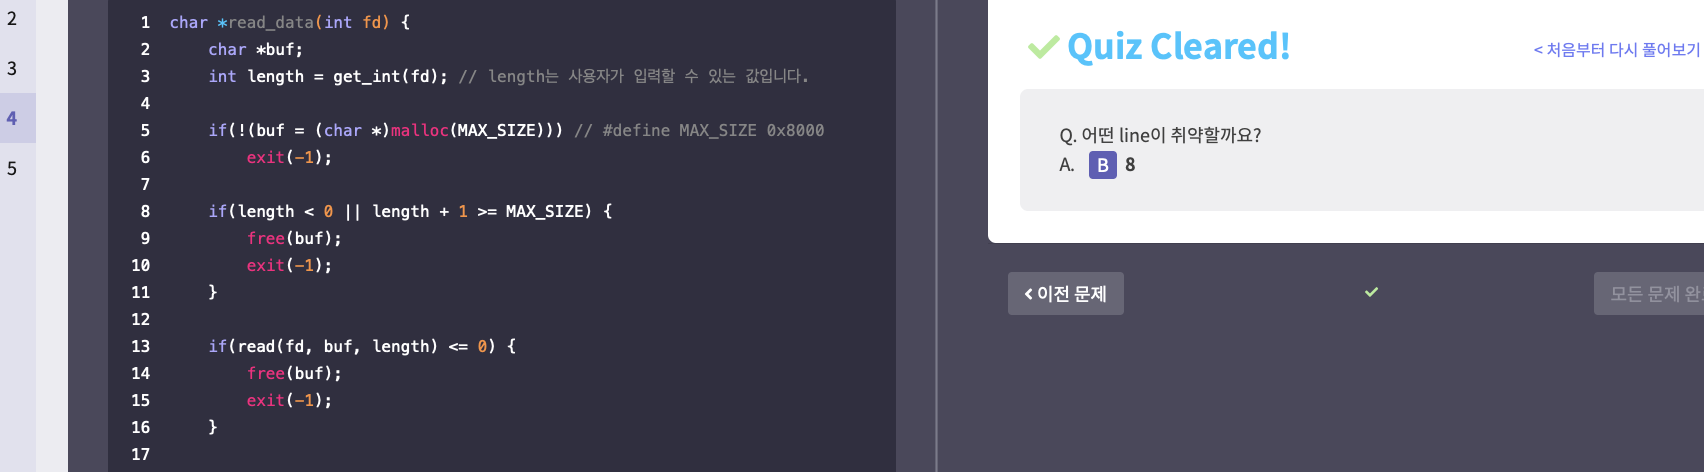 2
3
4
5
1 char *read_data(int fd) {
2 char *buf;
3 int length = get_int(fd); // length는 사용자가 입력할 수 있는 값입니다.
4
5 if(!(buf = (char *)malloc(MAX_SIZE))) // #define MAX_SIZE 0x8000
6 exit(-1);
7
8 if(length < 0 || length + 1 >= MAX_SIZE) {
9 free(buf);
10 exit(-1);
11 }
12
13 if(read(fd, buf, length) <= 0) {
14 free(buf);
15 exit(-1);
16 }
17
Quiz Cleared!
< 처음부터 다시 풀어보기
Q. 어떤 line이 취약할까요?
A. B 8
이전 문제
모든 문제